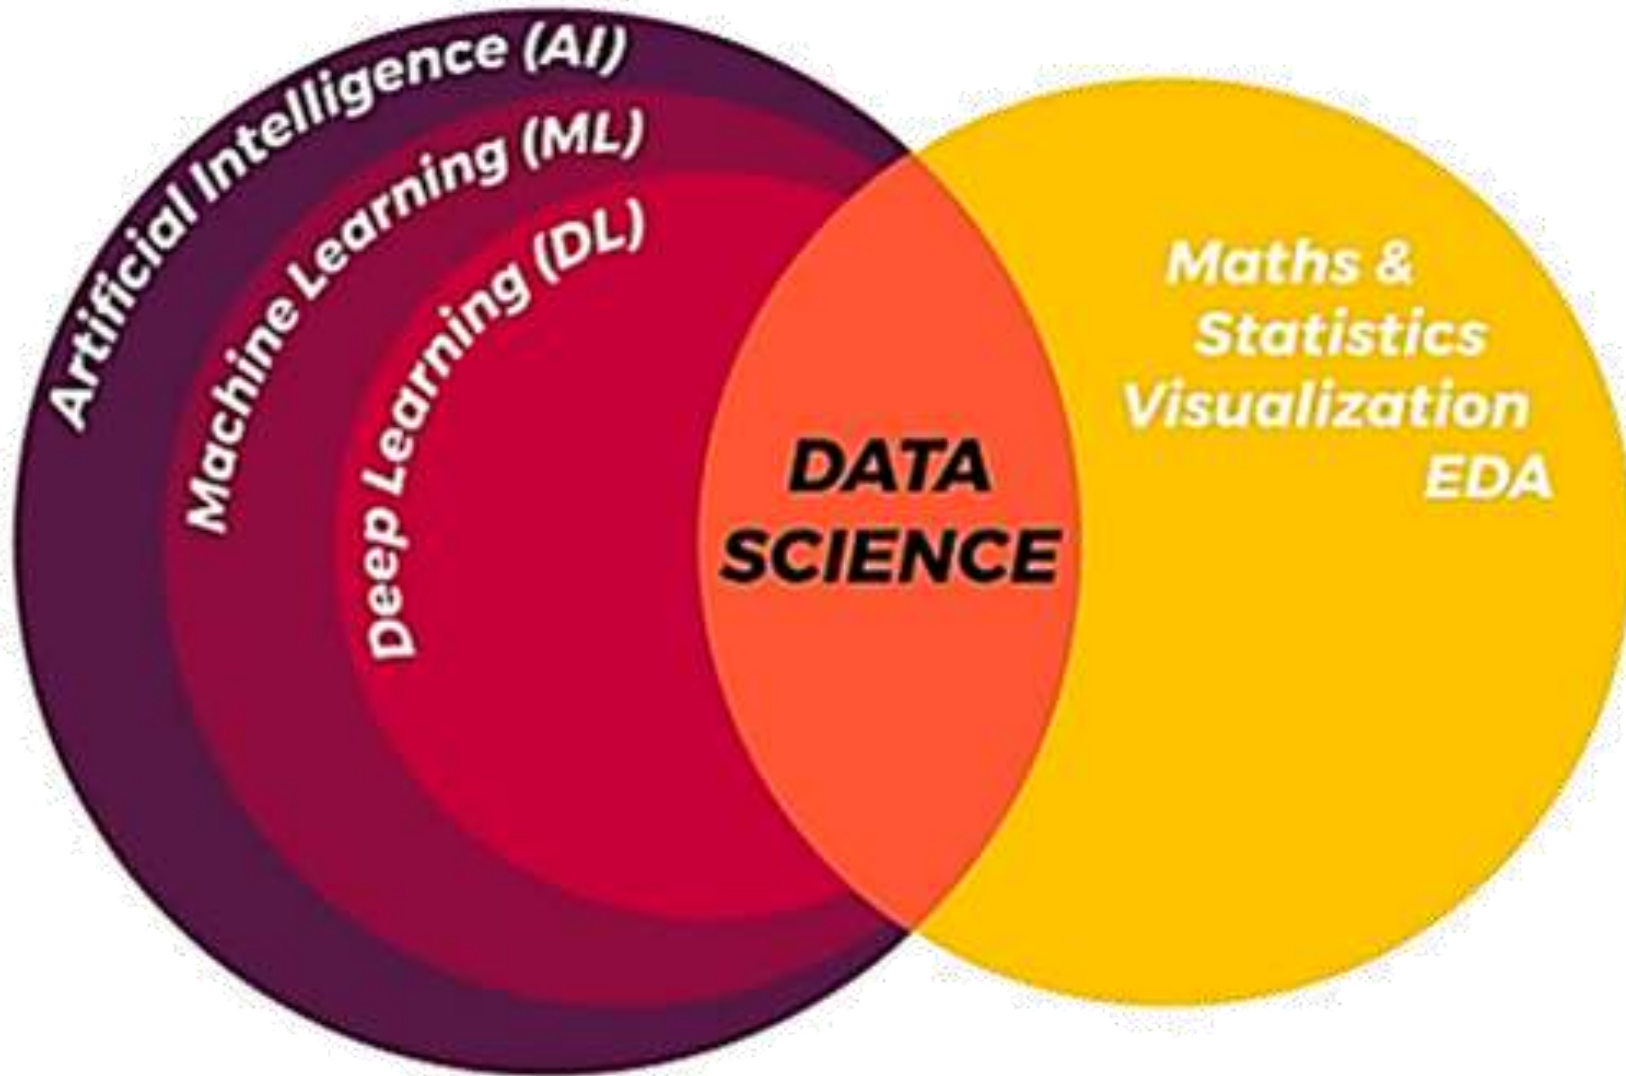 Artificial Intelligence (AI)
Machine Learning (ML)
Deep Learning (DL)
DATA
SCIENCE
Maths &
Statistics
Visualization
EDA